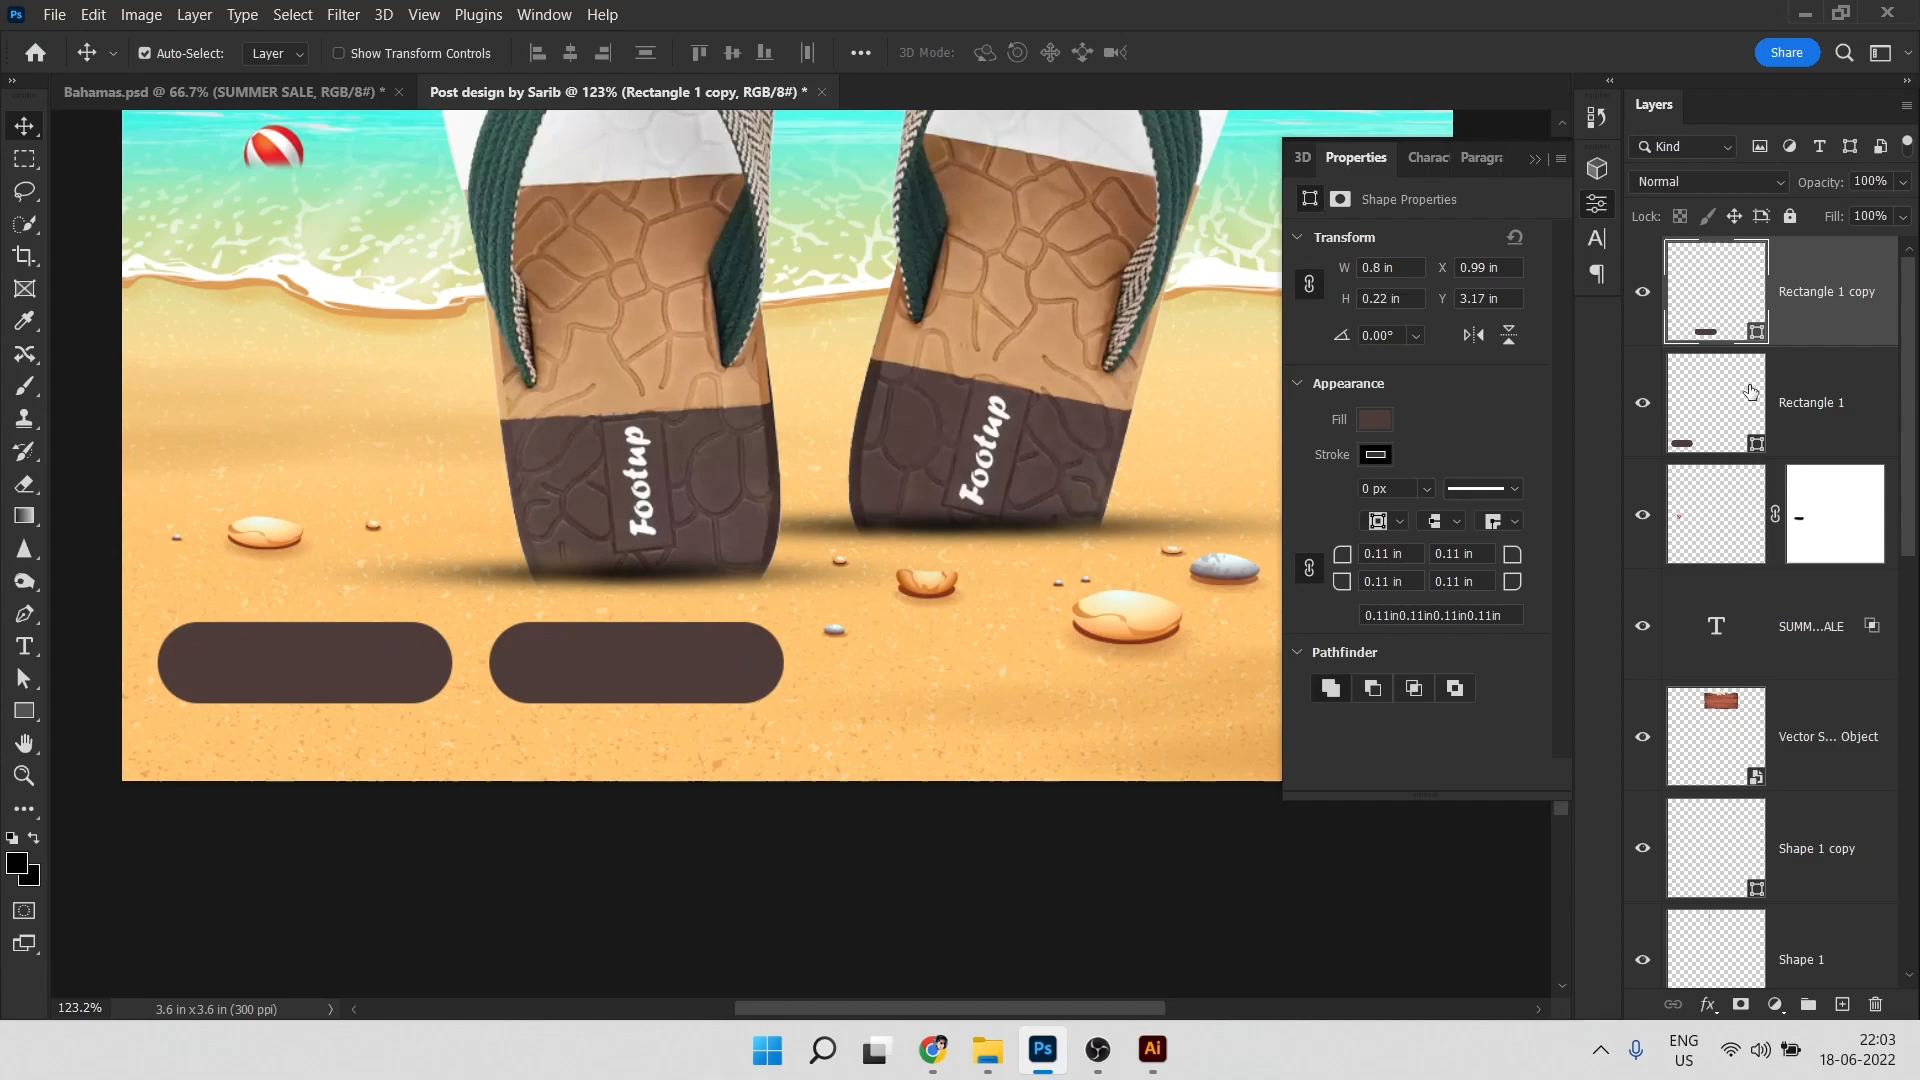 Ps File Edit Image Layer Type Select Filter 3D View Plugins Window Help
Auto-Select: Layer Show Transform Controls 3D Mode: Share
Bahamas.psd @ 66.7% (SUMMER SALE, RGB/8#) *
Post design by Sarib @ 123% (Rectangle 1 copy, RGB/8#) *
Footup
Footup
3D Properties Charac Paragra
Shape Properties
Transform
W 0.8 in X 0.99 in
H 0.22 in Y 3.17 in
0.00°
Appearance
Fill
Stroke
0 px
0.11 in 0.11 in
0.11 in 0.11 in
0.11in0.11in0.11in0.11in
Pathfinder
Layers
Kind
Normal Opacity: 100%
Lock: Fill: 100%
Rectangle 1 copy
Rectangle 1
SUMM...ALE
Vector S... Object
Shape 1 copy
Shape 1
123.2% 3.6 in x 3.6 in (300 ppi)
Ps Ai
ENG
US
22:03
18-06-2022